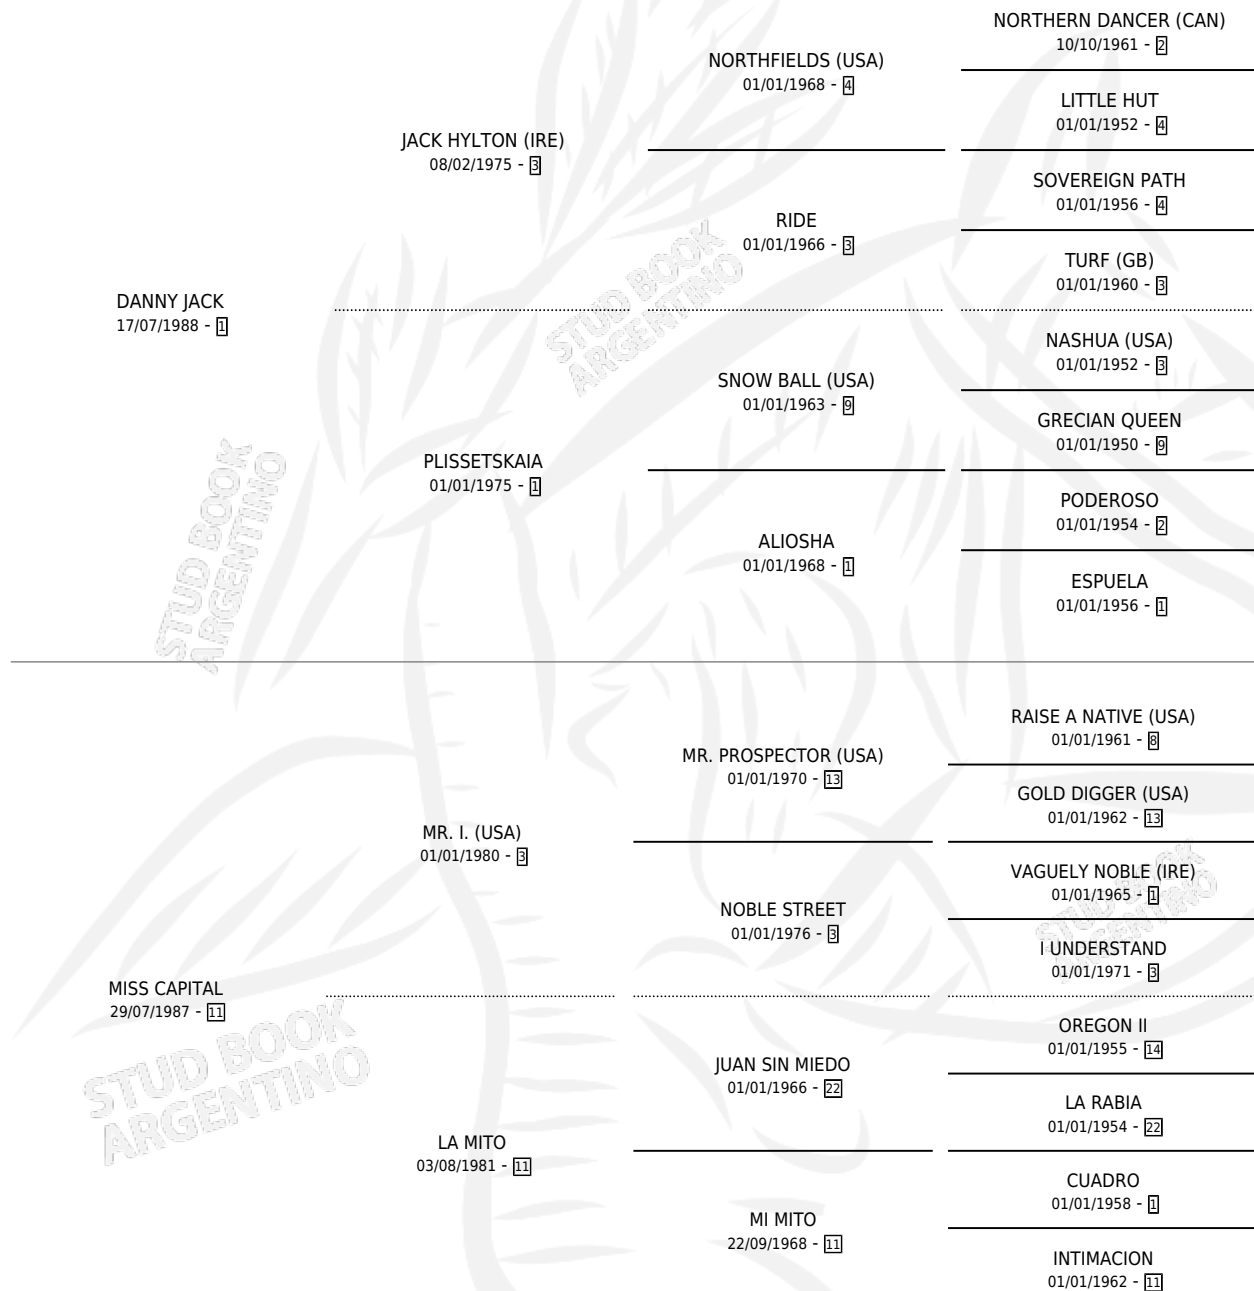 NORTHERN DANCER (CAN)
10/10/1961 - 2
NORTHFIELDS (USA)
01/01/1968 - 4
LITTLE HUT
01/01/1952 - 4
JACK HYLTON (IRE)
08/02/1975 - 3
SOVEREIGN PATH
01/01/1956 - 4
RIDE
01/01/1966 - 3
TURF (GB)
01/01/1960 - 3
DANNY JACK
17/07/1988 - 1
NASHUA (USA)
01/01/1952 - 3
SNOW BALL (USA)
01/01/1963 - 9
GRECIAN QUEEN
01/01/1950 - 9
PLISSETSKAIA
01/01/1975 - 1
PODEROSO
01/01/1954 - 2
ALIOSHA
01/01/1968 - 1
ESPUELA
01/01/1956 - 1
RAISE A NATIVE (USA)
01/01/1961 - 8
MR. PROSPECTOR (USA)
01/01/1970 - 13
GOLD DIGGER (USA)
01/01/1962 - 13
MR. I. (USA)
01/01/1980 - 3
VAGUELY NOBLE (IRE)
01/01/1965 - 1
NOBLE STREET
01/01/1976 - 3
I UNDERSTAND
01/01/1971 - 3
MISS CAPITAL
29/07/1987 - 11
OREGON II
01/01/1955 - 14
JUAN SIN MIEDO
01/01/1966 - 22
LA RABIA
01/01/1954 - 22
LA MITO
03/08/1981 - 11
CUADRO
01/01/1958 - 1
MI MITO
22/09/1968 - 11
INTIMACION
01/01/1962 - 11
STUD BOOK
ARGENTINO
STUD BOOK
ARGENTINO
STUD BOOK
ARGENTINO
STUD BOOK
ARGENTINO